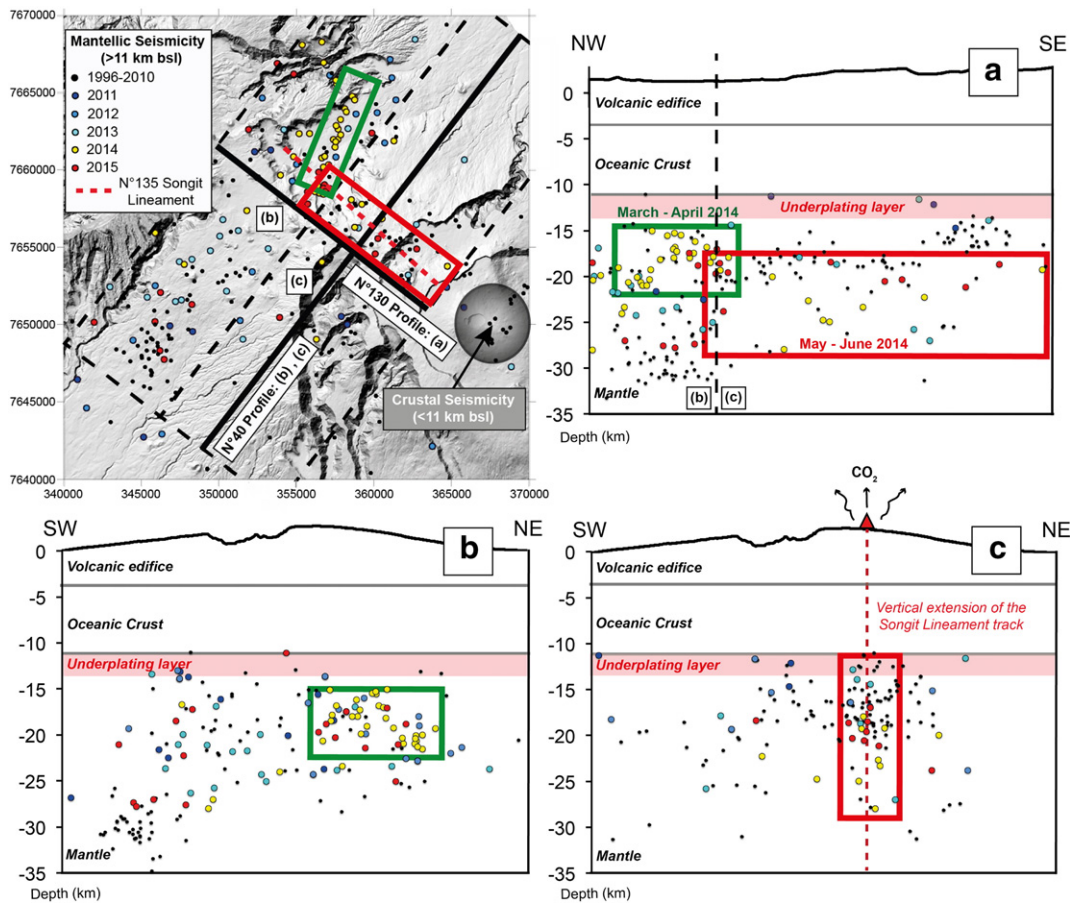 7670000
7665000
7660000
7655000
7650000
7645000
7640000
340000 345000 350000 355000 360000 365000 370000
Mantellic Seismicity
(>11 km bsl)
1996-2010
2011
2012
2013
2014
2015
N°135 Songit
Lineament
(b)
(c)
N°130 Profile: (a)
N°40 Profile: (b) , (c)
Crustal Seismicity
(<11 km bsl)
NW SE
a
0
-5
-10
-15
-20
-25
-30
-35
Volcanic edifice
Oceanic Crust
Underplating layer
March - April 2014
May - June 2014
Mantle
(b) (c)
Depth (km)
SW NE
b
0
-5
-10
-15
-20
-25
-30
-35
Volcanic edifice
Oceanic Crust
Underplating layer
Mantle
Depth (km)
CO2
SW NE
c
0
-5
-10
-15
-20
-25
-30
-35
Volcanic edifice
Oceanic Crust
Vertical extension of the
Songit Lineament track
Underplating layer
Mantle
Depth (km)